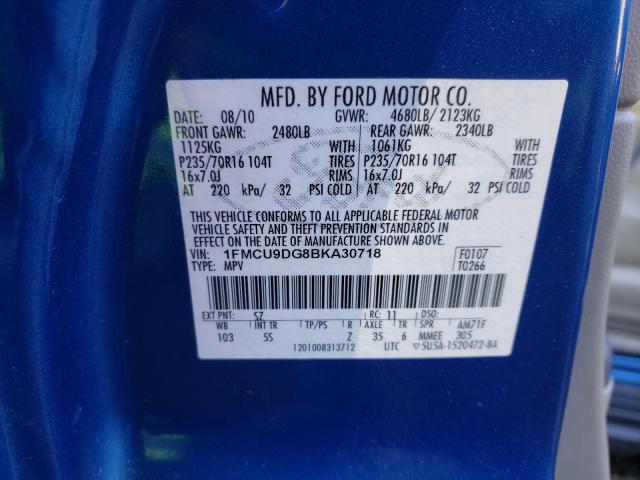 MFD. BY FORD MOTOR CO.
DATE: 08/10 GVWR: 4680LB/ 2123KG
FRONT GAWR: 2480LB REAR GAWR: 2340LB
1125KG WITH 1061KG WITH
P235/70R16 104T TIRES P235/70R16 104T TIRES
16x7.0J RIMS 16x7.0J RIMS
AT 220 kPa/ 32 PSI COLD AT 220 kPa/ 32 PSI COLD
THIS VEHICLE CONFORMS TO ALL APPLICABLE FEDERAL MOTOR
VEHICLE SAFETY AND THEFT PREVENTION STANDARDS IN
EFFECT ON THE DATE OF MANUFACTURE SHOWN ABOVE.
VIN: 1FMCU9DG8BKA30718 F0107
TYPE: MPV T0266
EXT PNT: SZ RC: 11 DSO:
WB INT TR TP/PS R AXLE TR SPR AM71F
103 5S Z 35 6 MMEE 305
1201008313712 UTC 5U5A-1520472-BA